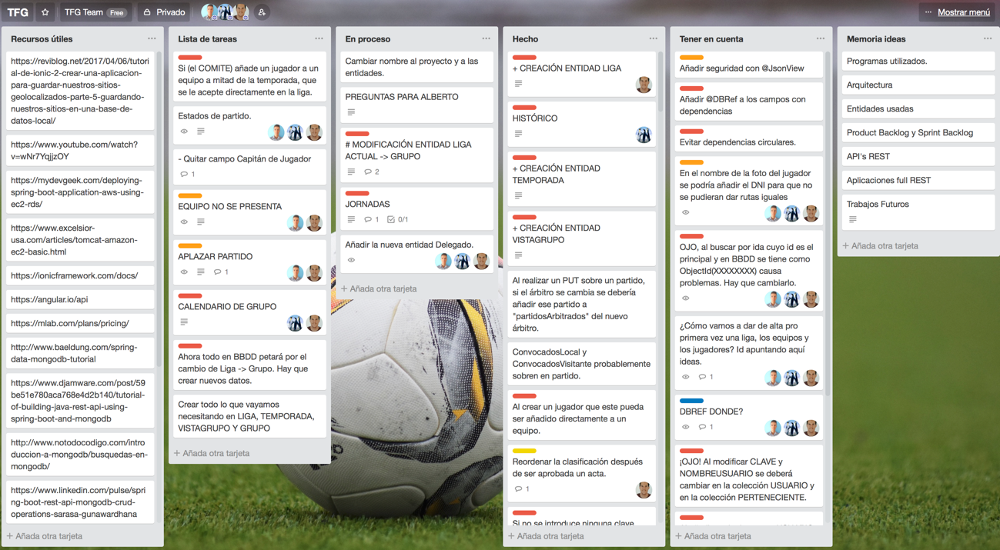 TFG
TFG Team Free
Privado
Mostrar menú
Recursos útiles
https://reviblog.net/2017/04/06/tutori
al-de-ionic-2-crear-una-aplicacion-
para-guardar-nuestros-sitios-
geolocalizados-parte-5-guardando-
nuestros-sitios-en-una-base-de-
datos-local/
https://www.youtube.com/watch?
v=wNr7YqjjzOY
https://mydevgeek.com/deploying-
spring-boot-application-aws-using-
ec2-rds/
https://www.excelsior-
usa.com/articles/tomcat-amazon-
ec2-basic.html
https://ionicframework.com/docs/
https://angular.io/api
https://mlab.com/plans/pricing/
http://www.baeldung.com/spring-
data-mongodb-tutorial
https://www.djamware.com/post/59
be51e780aca768e4d2b140/tutorial-
of-building-java-rest-api-using-
spring-boot-and-mongodb
http://www.notodocodigo.com/intro
duccion-a-mongodb/busquedas-en-
mongodb/
https://www.linkedin.com/pulse/spri
ng-boot-rest-api-mongodb-crud-
operations-sarasa-gunawardhana
+ Añada otra tarjeta
Lista de tareas
Si (el COMITE) añade un jugador a un
equipo a mitad de la temporada, que
se le acepte directamente en la liga.
Estados de partido.
- Quitar campo Capitán de Jugador
1
EQUIPO NO SE PRESENTA
APLAZAR PARTIDO
1
CALENDARIO DE GRUPO
Ahora todo en BBDD petará por el
cambio de Liga -> Grupo. Hay que
crear nuevos datos.
Crear todo lo que vayamos
necesitando en LIGA, TEMPORADA,
VISTAGRUPO Y GRUPO
+ Añada otra tarjeta
En proceso
Cambiar nombre al proyecto y a las
entidades.
PREGUNTAS PARA ALBERTO
# MODIFICACIÓN ENTIDAD LIGA
ACTUAL -> GRUPO
2
JORNADAS
1 0/1
Añadir la nueva entidad Delegado.
+ Añada otra tarjeta
Hecho
+ CREACIÓN ENTIDAD LIGA
HISTÓRICO
+ CREACIÓN ENTIDAD
TEMPORADA
+ CREACIÓN ENTIDAD
VISTAGRUPO
Al realizar un PUT sobre un partido,
si el árbitro se cambia se debería
añadir ese partido a
"partidosArbitrados" del nuevo
árbitro.
ConvocadosLocal y
ConvocadosVisitante probablemente
sobren en partido.
Al crear un jugador que este pueda
ser añadido directamente a un
equipo.
Reordenar la clasificación después
de ser aprobada un acta.
1
Si no se introduce ninguna clave
+ Añada otra tarjeta
Tener en cuenta
Añadir seguridad con @JsonView
Añadir @DBRef a los campos con
dependencias
Evitar dependencias circulares.
En el nombre de la foto del jugador
se podría añadir el DNI para que no
se pudieran dar rutas iguales
OJO, al buscar por ida cuyo id es el
principal y en BBDD se tiene como
ObjectId(XXXXXXXX) causa
problemas. Hay que cambiarlo.
¿Cómo vamos a dar de alta pro
primera vez una liga, los equipos y
los jugadores? Id apuntando aquí
ideas.
1
DBREF DONDE?
1
¡OJO! Al modificar CLAVE y
NOMBREUSUARIO se deberá
cambiar en la colección USUARIO y
en la colección PERTENECIENTE.
+ Añada otra tarjeta
Memoria ideas
Programas utilizados.
Arquitectura
Entidades usadas
Product Backlog y Sprint Backlog
API's REST
Aplicaciones full REST
Trabajos Futuros
+ Añada otra tarjeta